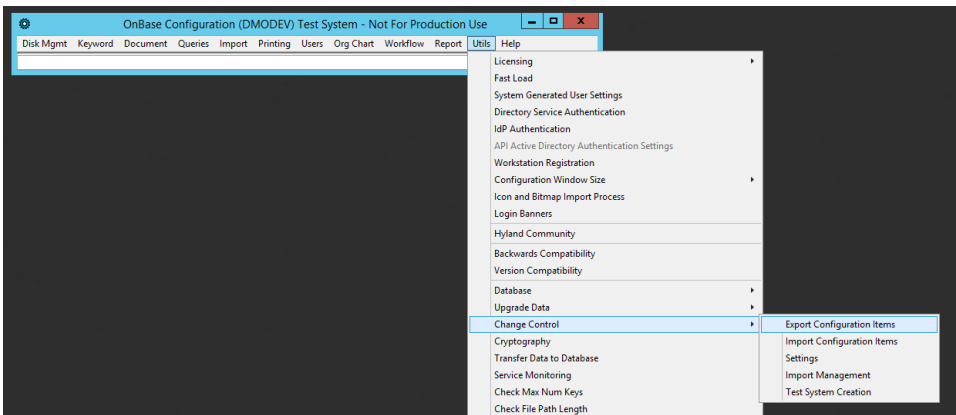 OnBase Configuration (DMODEV) Test System - Not For Production Use
Disk Mgmt Keyword Document Queries Import Printing Users Org Chart Workflow Report Utils Help
Licensing
Fast Load
System Generated User Settings
Directory Service Authentication
IdP Authentication
API Active Directory Authentication Settings
Workstation Registration
Configuration Window Size
Icon and Bitmap Import Process
Login Banners
Hyland Community
Backwards Compatibility
Version Compatibility
Database
Upgrade Data
Change Control
Cryptography
Transfer Data to Database
Service Monitoring
Check Max Num Keys
Check File Path Length
Export Configuration Items
Import Configuration Items
Settings
Import Management
Test System Creation